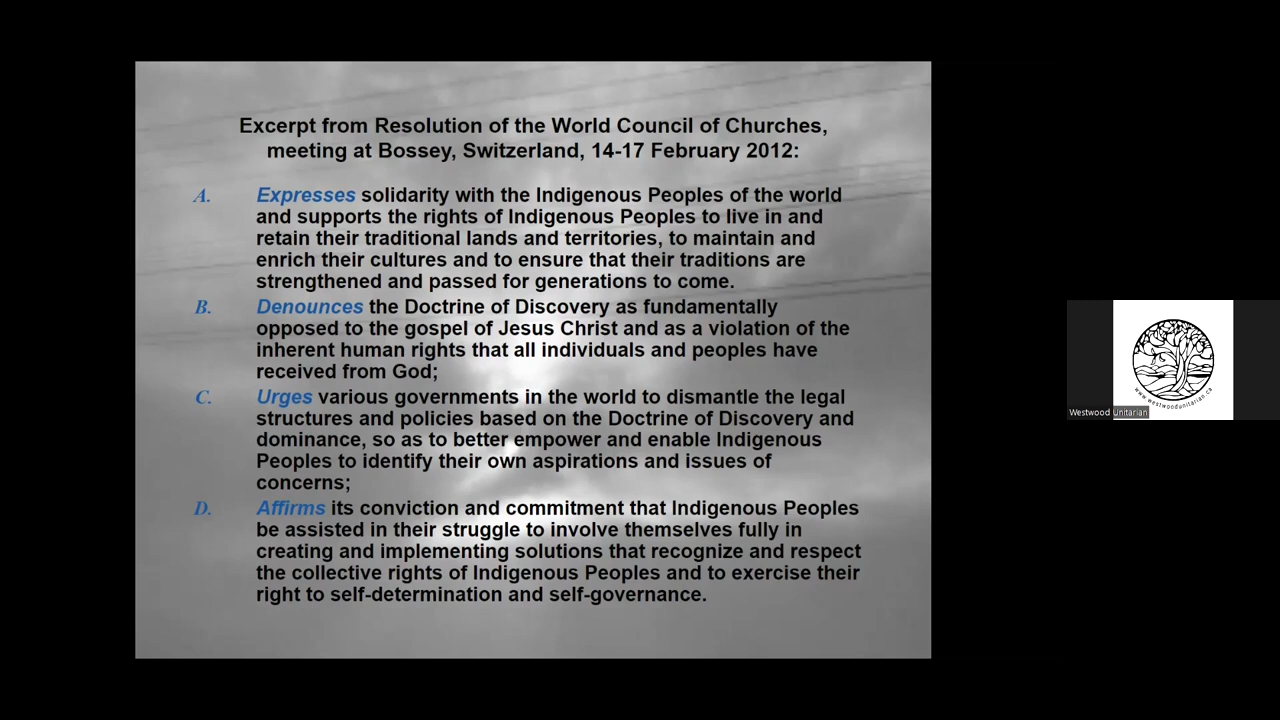 Excerpt from Resolution of the World Council of Churches,
meeting at Bossey, Switzerland, 14-17 February 2012:
A. Expresses solidarity with the Indigenous Peoples of the world
and supports the rights of Indigenous Peoples to live in and
retain their traditional lands and territories, to maintain and
enrich their cultures and to ensure that their traditions are
strengthened and passed for generations to come.
B. Denounces the Doctrine of Discovery as fundamentally
opposed to the gospel of Jesus Christ and as a violation of the
inherent human rights that all individuals and peoples have
received from God;
C. Urges various governments in the world to dismantle the legal
structures and policies based on the Doctrine of Discovery and
dominance, so as to better empower and enable Indigenous
Peoples to identify their own aspirations and issues of
concerns;
D. Affirms its conviction and commitment that Indigenous Peoples
be assisted in their struggle to involve themselves fully in
creating and implementing solutions that recognize and respect
the collective rights of Indigenous Peoples and to exercise their
right to self-determination and self-governance.
www.westwoodunitarian.ca
Westwood Unitarian